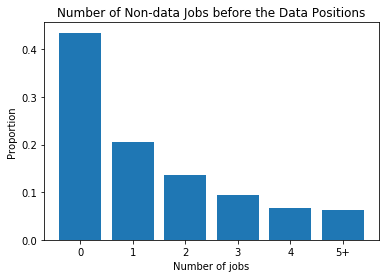 Number of Non-data Jobs before the Data Positions
Proportion
0.4
0.3
0.2
0.1
0.0
0 1 2 3 4 5+
Number of jobs